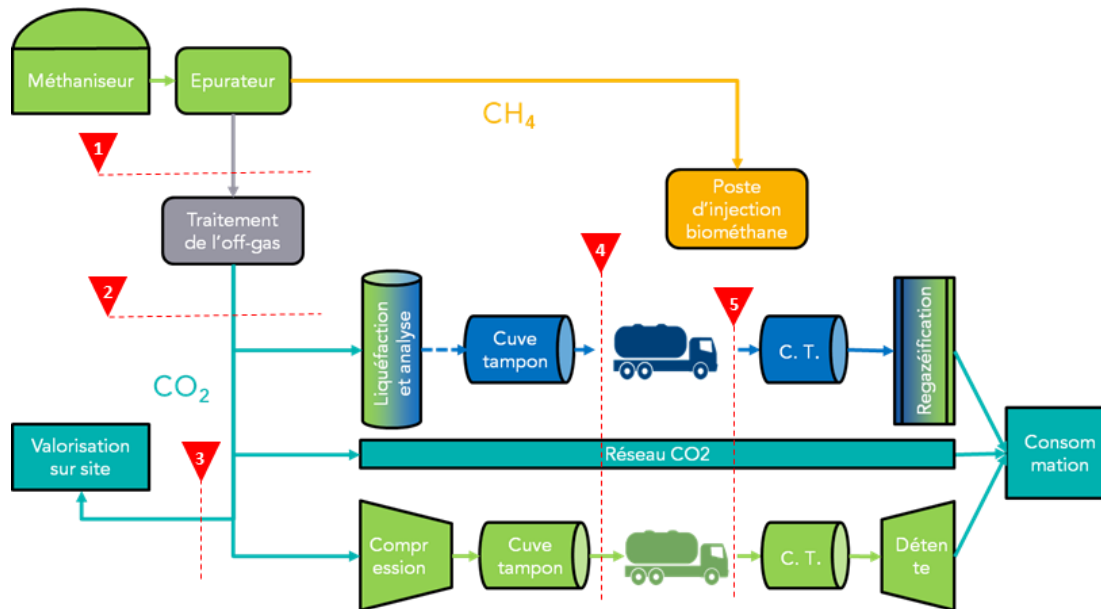 Méthaniseur
Epurateur
CH4
1
Traitement
de l'off-gas
Poste
d'injection
biométhane
2
4
5
Liquéfaction
et analyse
Cuve
tampon
C. T.
Regazéification
CO2
Valorisation
sur site
3
Réseau CO2
Consom
mation
Compr
ession
Cuve
tampon
C. T.
Déten
te